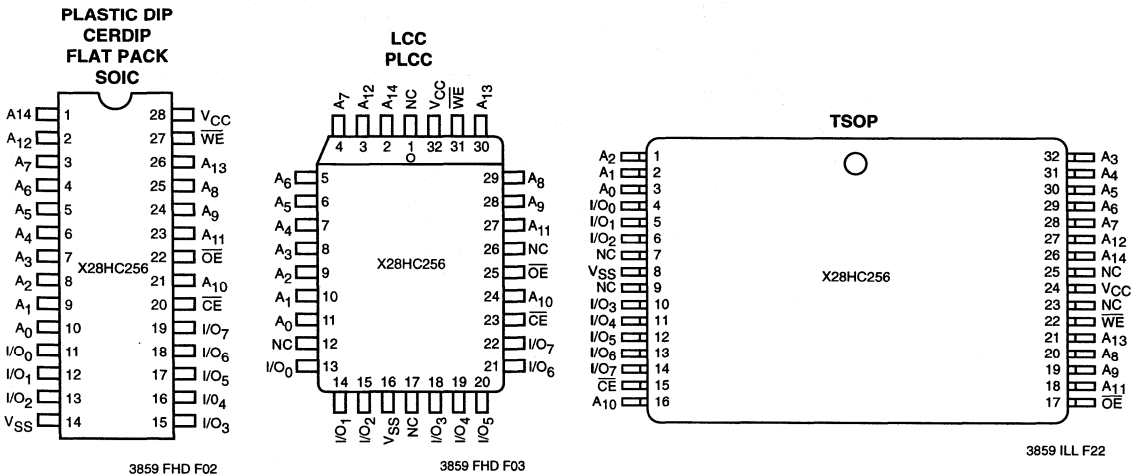 PLASTIC DIP
CERDIP
FLAT PACK
SOIC
A14 1 28 VCC
A12 2 27 WE
A7 3 26 A13
A6 4 25 A8
A5 5 24 A9
A4 6 23 A11
A3 7 22 OE
X28HC256
A2 8 21 A10
A1 9 20 CE
A0 10 19 I/O7
I/O0 11 18 I/O6
I/O1 12 17 I/O5
I/O2 13 16 I/04
VSS 14 15 I/O3
3859 FHD F02
LCC
PLCC
A7 A12 A14 NC VCC WE A13
4 3 2 1 32 31 30
A6 5 29 A8
A5 6 28 A9
A4 7 27 A11
A3 8 26 NC
X28HC256
A2 9 25 OE
A1 10 24 A10
A0 11 23 CE
NC 12 22 I/O7
I/O0 13 21 I/O6
14 15 16 17 18 19 20
I/O1 I/O2 VSS NC I/O3 I/O4 I/O5
3859 FHD F03
TSOP
A2 1 32 A3
A1 2 31 A4
A0 3 30 A5
I/O0 4 29 A6
I/O1 5 28 A7
I/O2 6 27 A12
NC 7 26 A14
VSS 8 25 NC
X28HC256
NC 9 24 VCC
I/O3 10 23 NC
I/O4 11 22 WE
I/O5 12 21 A13
I/O6 13 20 A8
I/O7 14 19 A9
CE 15 18 A11
A10 16 17 OE
3859 ILL F22